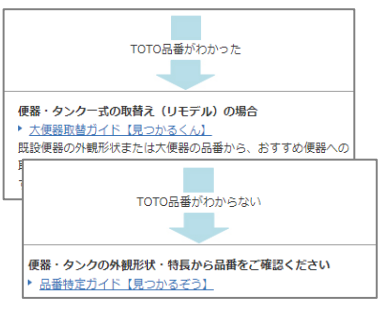 TOTO品番がわかった
便器・タンク一式の取替え（リモデル）の場合
大便器取替ガイド【見つかるくん】
既設便器の外観形状または大便器の品番から、おすすめ便器への
TOTO品番がわからない
便器・タンクの外観形状・特長から品番をご確認ください
品番特定ガイド【見つかるぞう】